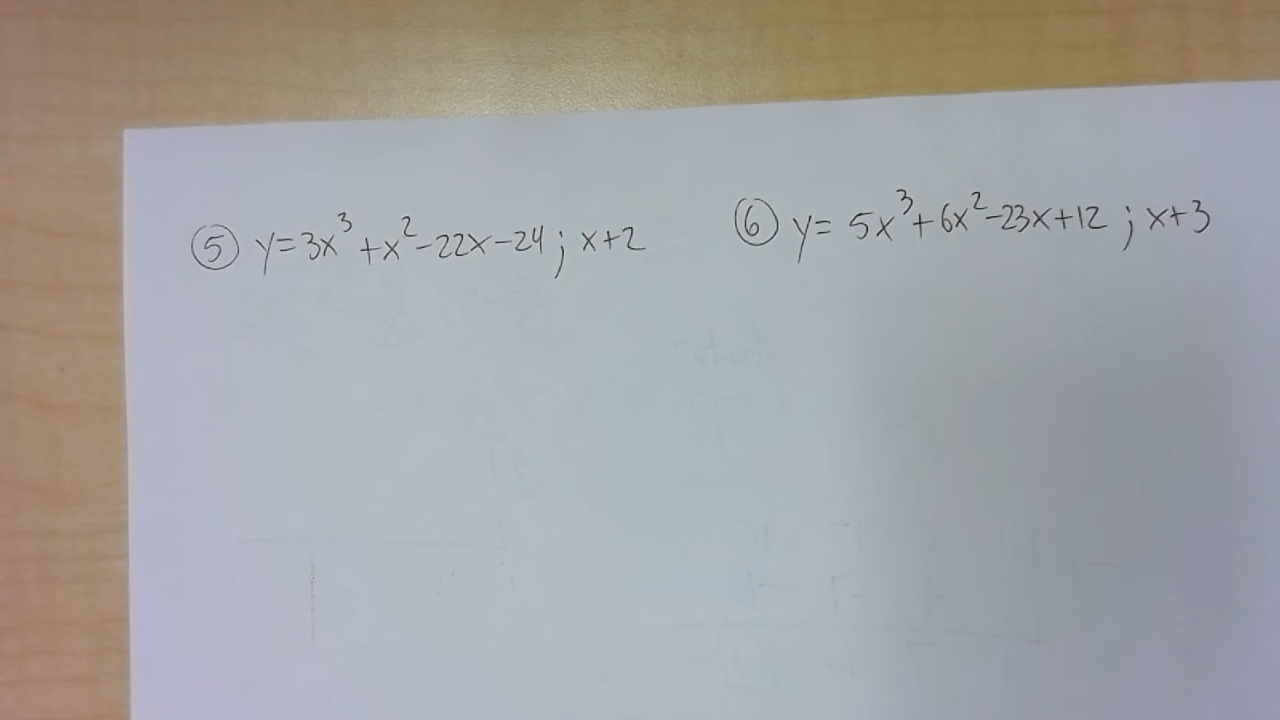 ⑤ y=3x³+x²-22x-24; x+2
⑥ y=5x³+6x²-23x+12; x+3